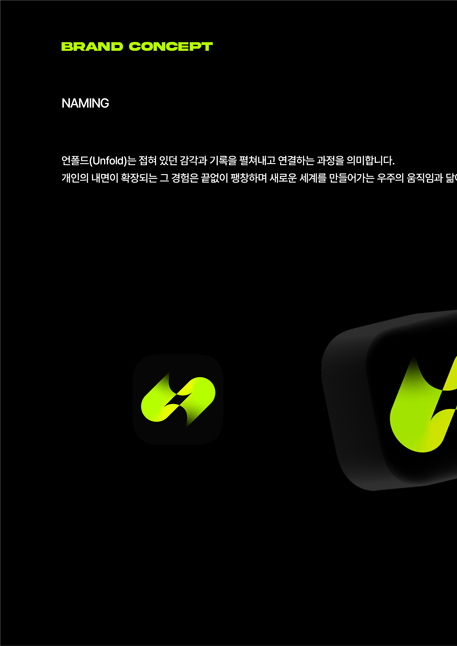 BRAND CONCEPT
NAMING
언폴드(Unfold)는 접혀 있던 감각과 기록을 펼쳐내고 연결하는 과정을 의미합니다.
개인의 내면이 확장되는 그 경험은 끝없이 팽창하며 새로운 세계를 만들어가는 우주의 움직임과